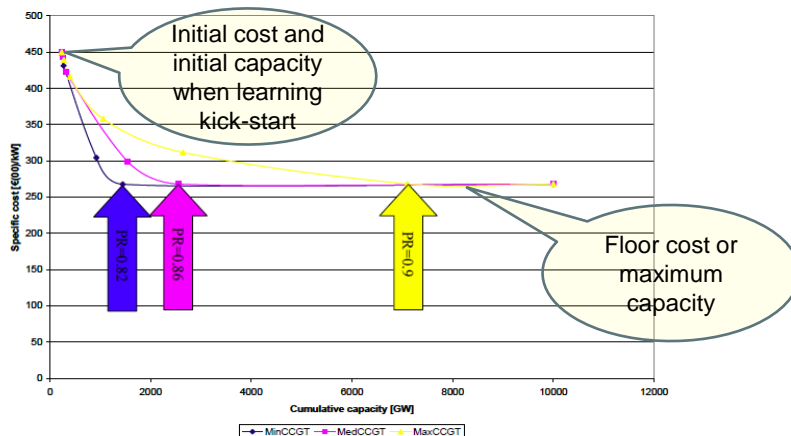 500
450
400
350
300
250
200
150
100
50
0
Specific cost [€(00)/kW]
Initial cost and
initial capacity
when learning
kick-start
PR=0.82
PR=0.86
PR=0.9
Floor cost or
maximum
capacity
0 2000 4000 6000 8000 10000 12000
Cumulative capacity [GW]
MinCCGT MedCCGT MaxCCGT